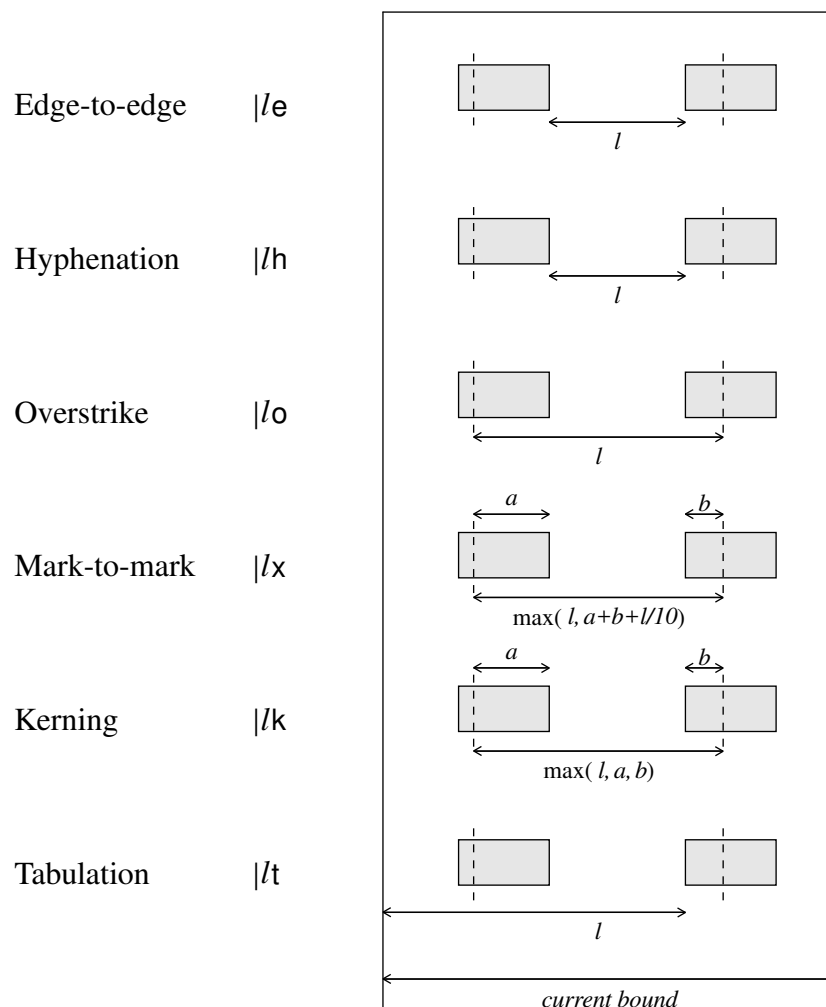 Edge-to-edge |le
l
Hyphenation |lh
l
Overstrike |lo
l
a b
Mark-to-mark |lx
max( l, a+b+l/10)
a b
Kerning |lk
max( l, a, b)
Tabulation |lt
l
current bound